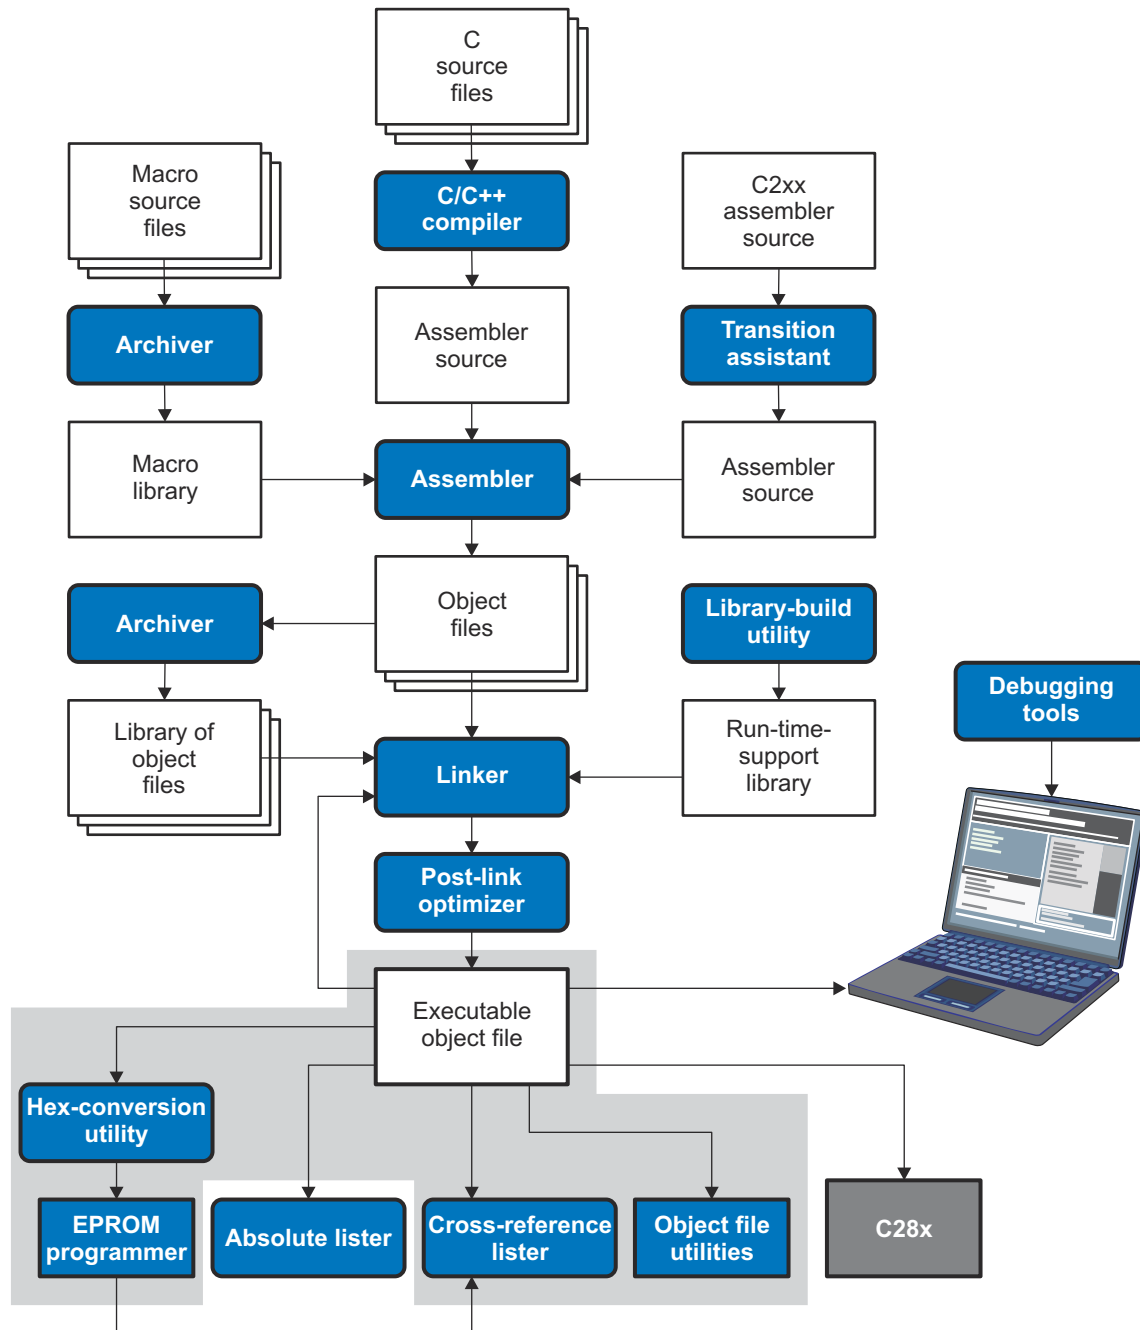 C
source
files
Macro
source
files
C/C++
compiler
C2xx
assembler
source
Archiver
Assembler
source
Transition
assistant
Macro
library
Assembler
Assembler
source
Archiver
Object
files
Library-build
utility
Debugging
tools
Library of
object
files
Linker
Run-time-
support
library
Post-link
optimizer
Executable
object file
Hex-conversion
utility
EPROM
programmer
Absolute lister
Cross-reference
lister
Object file
utilities
C28x